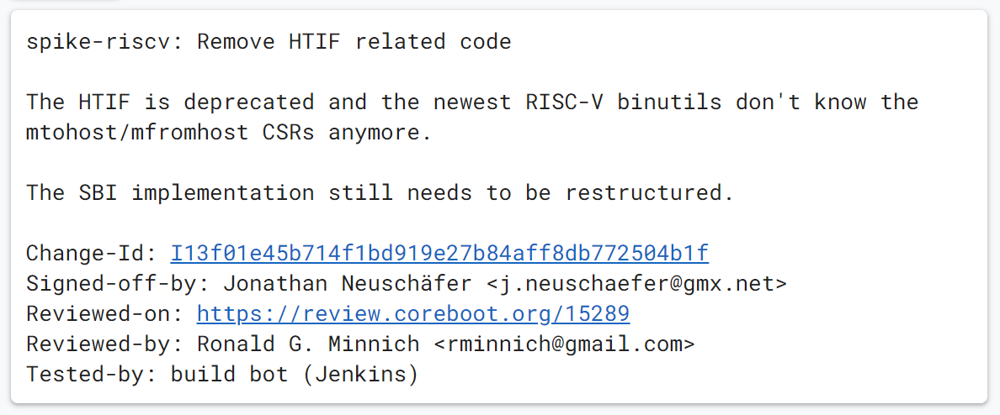 spike-riscv: Remove HTIF related code
The HTIF is deprecated and the newest RISC-V binutils don't know the
mtohost/mfromhost CSRs anymore.
The SBI implementation still needs to be restructured.
Change-Id: I13f01e45b714f1bd919e27b84aff8db772504b1f
Signed-off-by: Jonathan Neuschäfer <j.neuschaefer@gmx.net>
Reviewed-on: https://review.coreboot.org/15289
Reviewed-by: Ronald G. Minnich <rminnich@gmail.com>
Tested-by: build bot (Jenkins)